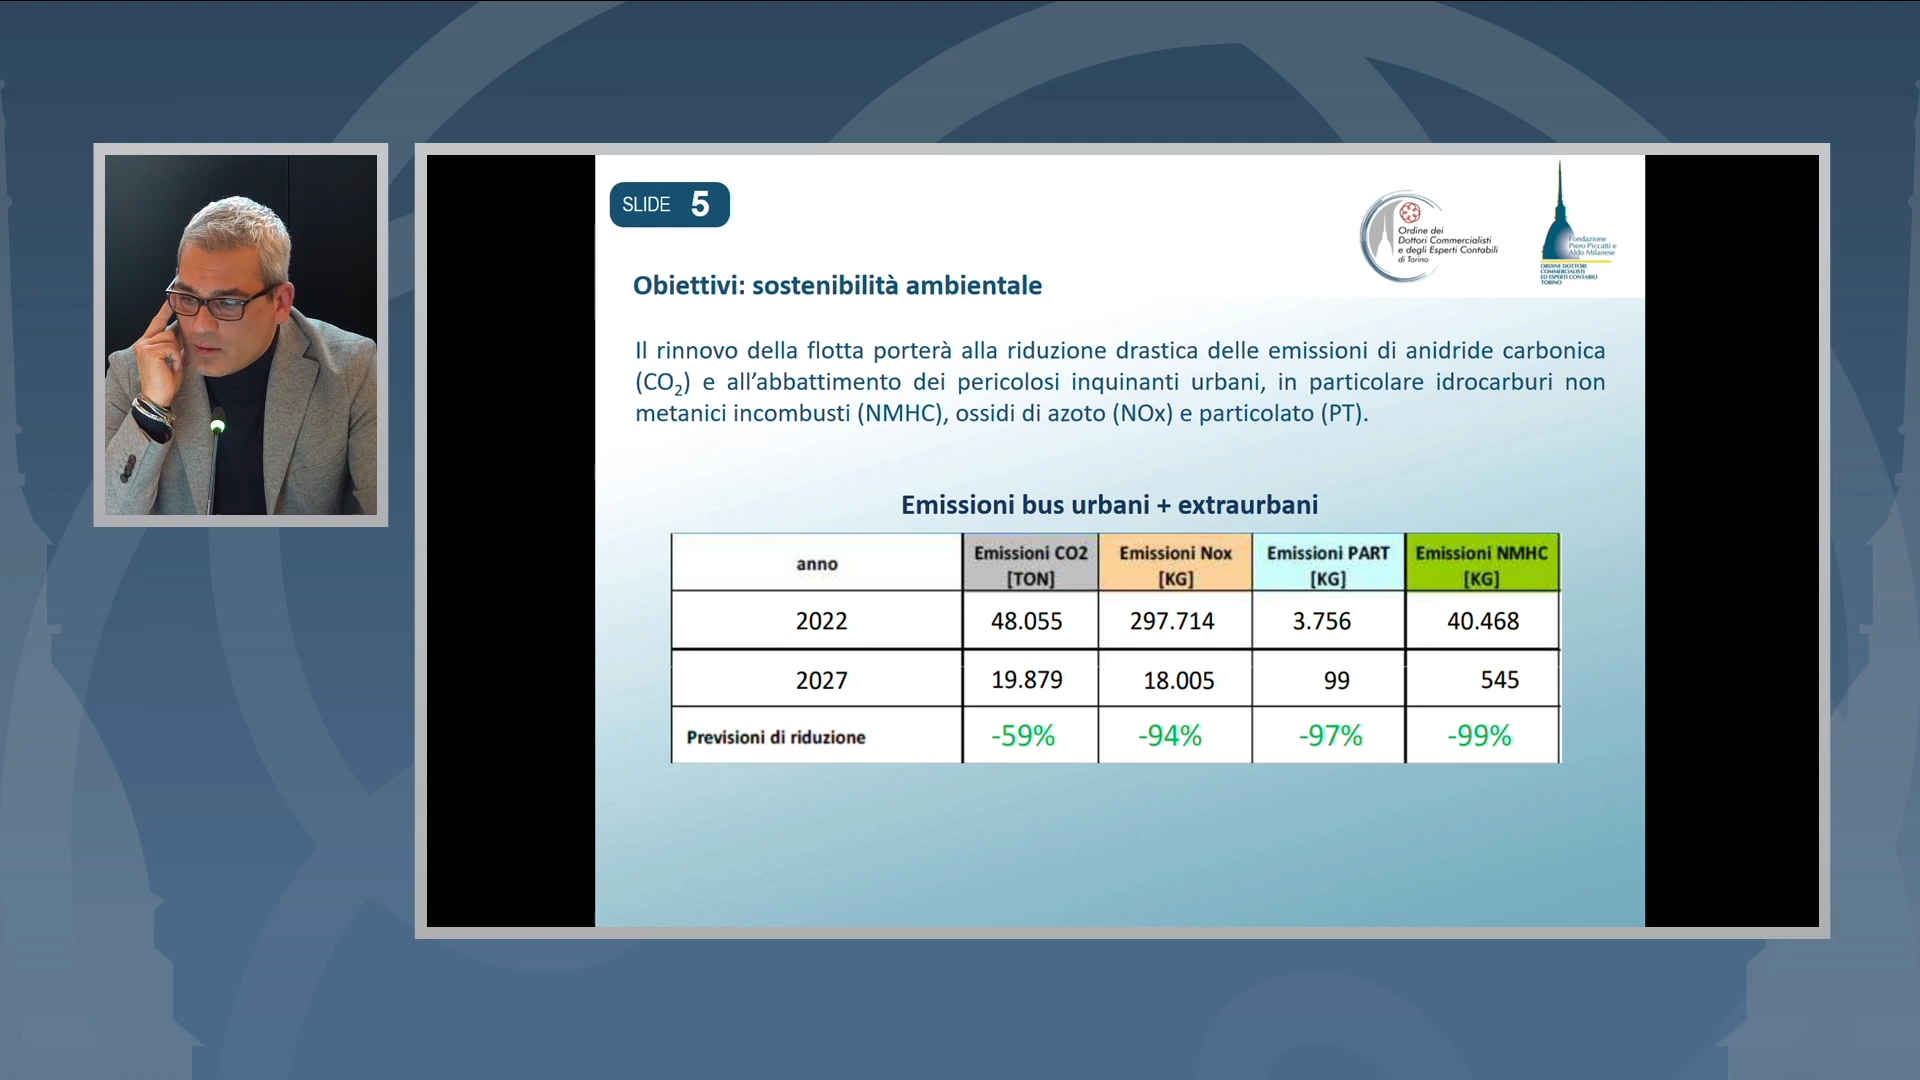 SLIDE 5
Ordine dei
Dottori Commercialisti
e degli Esperti Contabili
di Torino
Fondazione
Piero Piccatti e
Aldo Milanese
ORDINE DOTTORI
COMMERCIALISTI
ED ESPERTI CONTABILI
TORINO
Obiettivi: sostenibilità ambientale
Il rinnovo della flotta porterà alla riduzione drastica delle emissioni di anidride carbonica
(CO2) e all’abbattimento dei pericolosi inquinanti urbani, in particolare idrocarburi non
metanici incombusti (NMHC), ossidi di azoto (NOx) e particolato (PT).
Emissioni bus urbani + extraurbani
anno Emissioni CO2 [TON] Emissioni Nox [KG] Emissioni PART [KG] Emissioni NMHC [KG]
2022 48.055 297.714 3.756 40.468
2027 19.879 18.005 99 545
Previsioni di riduzione -59% -94% -97% -99%